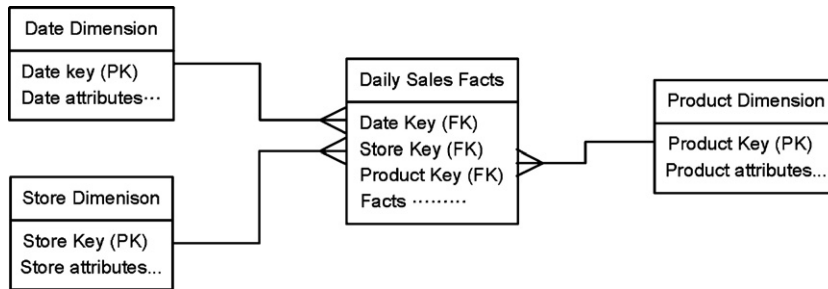 Date Dimension
Date key (PK)
Date attributes···
Daily Sales Facts
Date Key (FK)
Store Key (FK)
Product Key (FK)
Facts ·········
Product Dimension
Product Key (PK)
Product attributes...
Store Dimenison
Store Key (PK)
Store attributes...